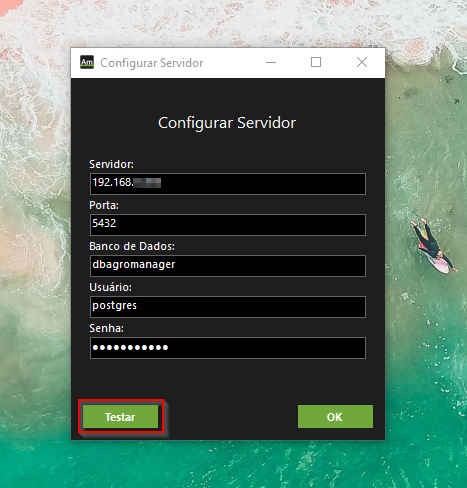 Am Configurar Servidor
Configurar Servidor
Servidor:
192.168.
Porta:
5432
Banco de Dados:
dbagromanager
Usuário:
postgres
Senha:
●●●●●●●●●●●
Testar
OK